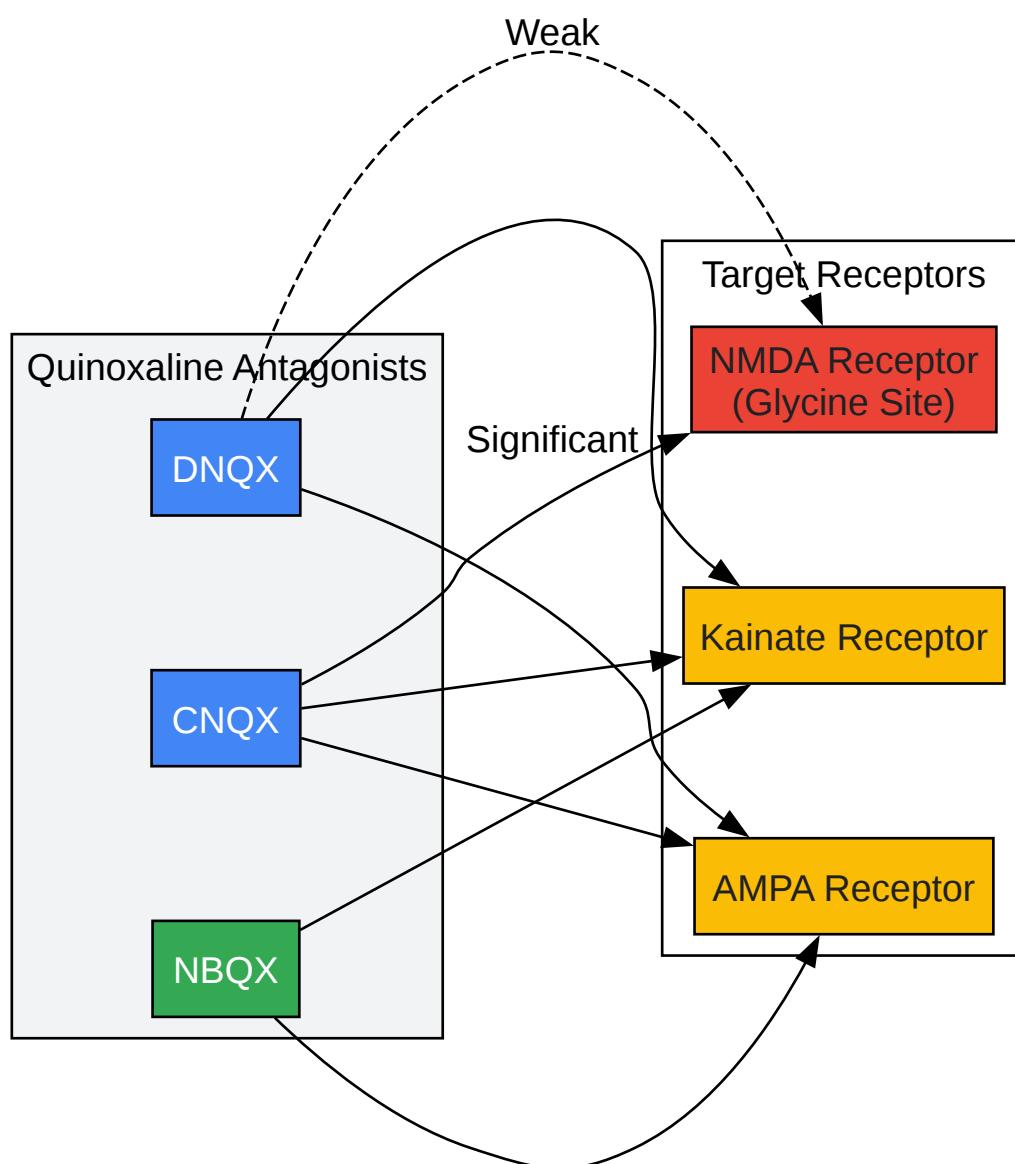 Weak
Target Receptors
NMDA Receptor
(Glycine Site)
Quinoxaline Antagonists
Significant
DNQX
Kainate Receptor
CNQX
AMPA Receptor
NBQX